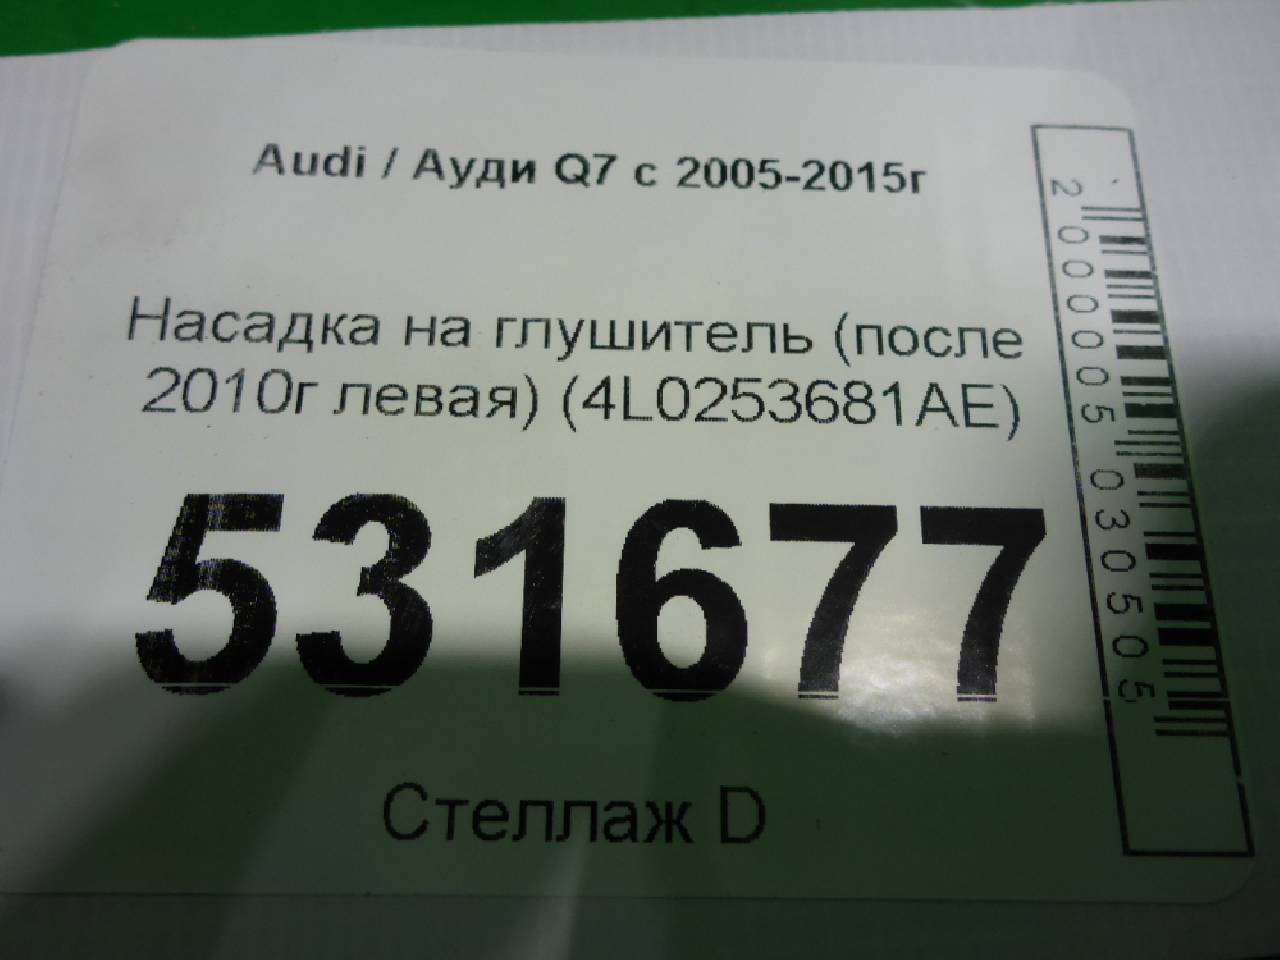 Audi / Ауди Q7 с 2005-2015г
Насадка на глушитель (после
2010г левая) (4L0253681AE)
531677
Стеллаж D
2000005030505